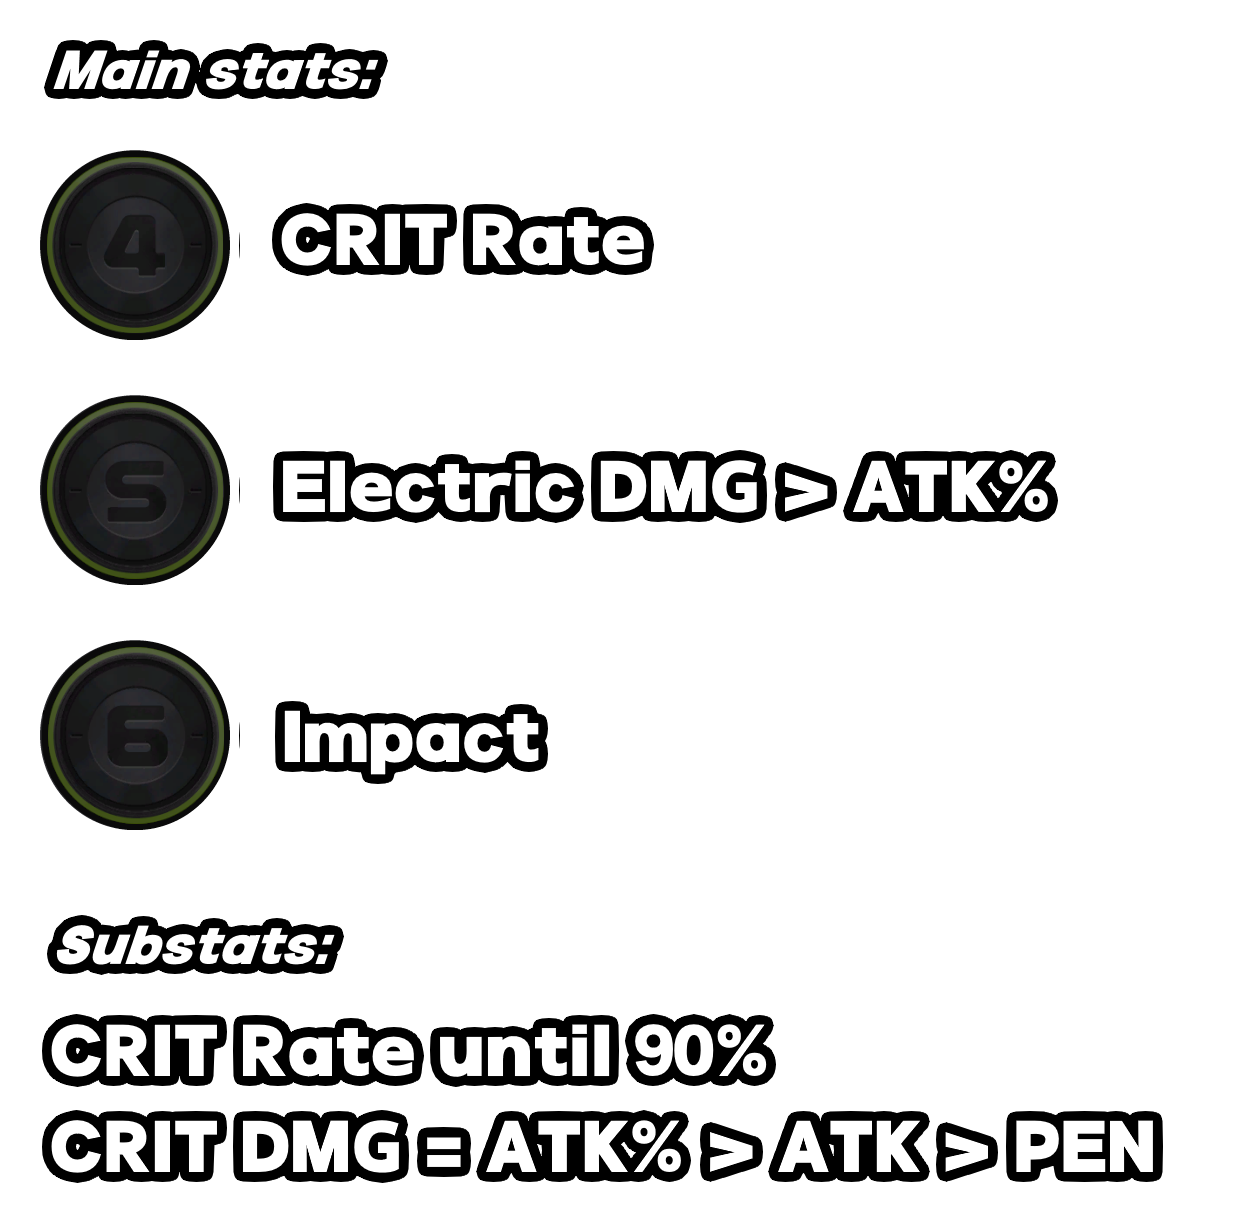 Main stats:
4 CRIT Rate
5 Electric DMG > ATK%
6 Impact
Substats:
CRIT Rate until 90%
CRIT DMG = ATK% > ATK > PEN